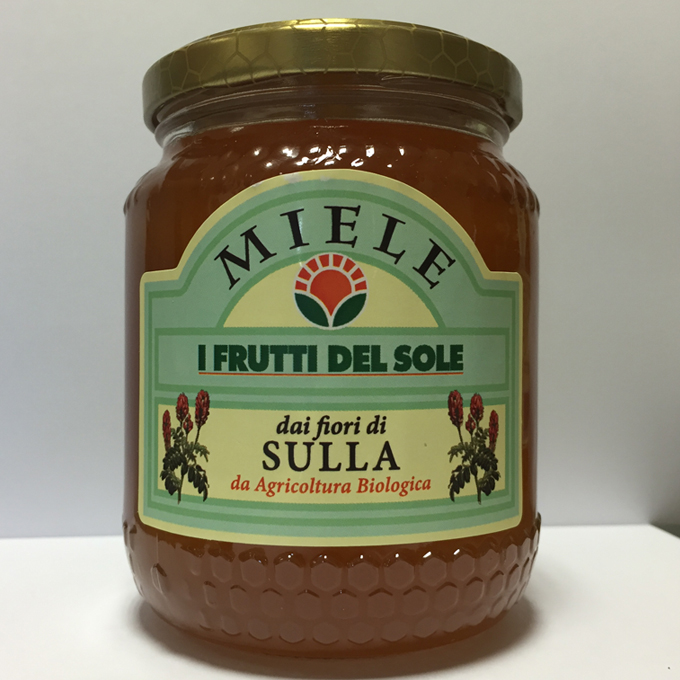 MIELE
I FRUTTI DEL SOLE
dai fiori di
SULLA
da Agricoltura Biologica